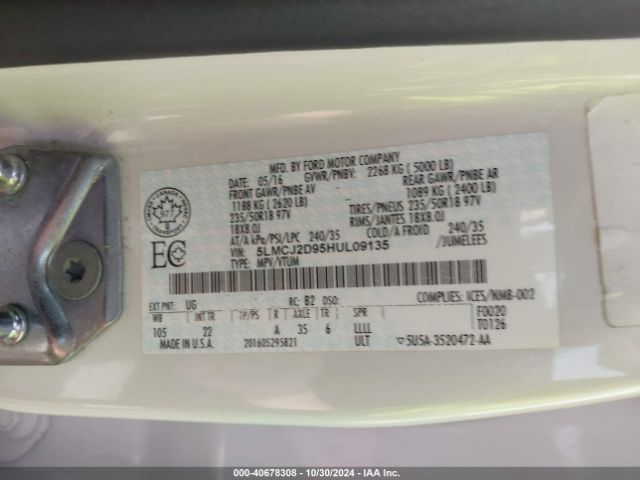 MFD. BY FORD MOTOR COMPANY
DATE: 05/16 GVWR/PNBV: 2268 KG ( 5000 LB)
FRONT GAWR/PNBE AV REAR GAWR/PNBE AR
1188 KG ( 2620 LB) 1089 KG ( 2400 LB)
235/50R18 97V TIRES/PNEUS 235/50R18 97V
18X8.0J RIMS/JANTES 18X8.0J
AT/A kPa/PSI/LPC 240/35 COLD/A FROID 240/35
VIN: 5LMCJ2D95HUL09135 /JUMELEES
TYPE: MPV/VTUM
CANADA
977
EC
EXT PNT: UG RC: B2 DSO: COMPLIES: ICES/NMB-002
WB INT TR TP/PS R AXLE TR SPR F0020
105 22 A 35 6 LLLL T0126
MADE IN U.S.A. 201605295821 ULT 5U5A-3520472-AA
000-40678308 - 10/30/2024 - IAA Inc.